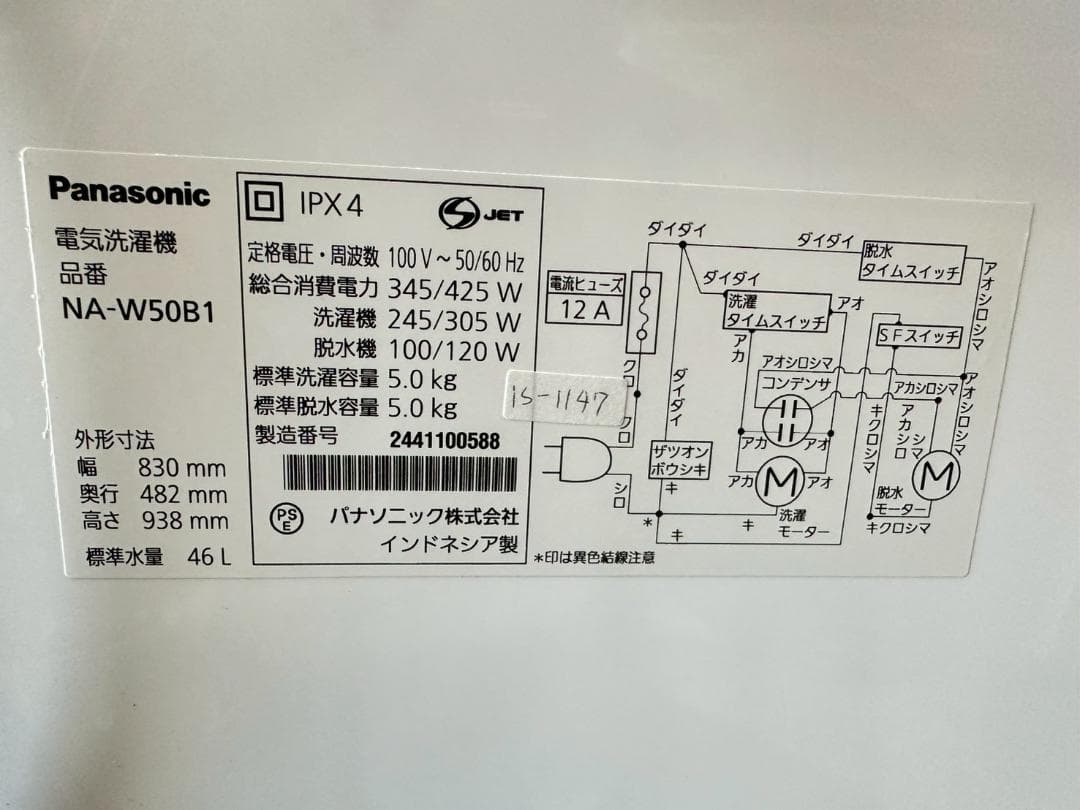 Panasonic
電気洗濯機
品番
NA-W50B1
外形寸法
幅 830 mm
奥行 482 mm
高さ 938 mm
標準水量 46 L
IPX4
JET
定格電圧・周波数 100 V～50/60 Hz
総合消費電力 345/425 W
洗濯機 245/305 W
脱水機 100/120 W
標準洗濯容量 5.0 kg
標準脱水容量 5.0 kg
製造番号 2441100588
PS
E
パナソニック株式会社
インドネシア製
1S-1147
電流ヒューズ
12 A
ダイダイ
ダイダイ
脱水
タイムスイッチ
ダイダイ
洗濯
タイムスイッチ
アオ
アオシロシマ
SFスイッチ
アカ
アオシロシマ
コンデンサ
アカシロシマ
アオシロシマ
クロ
クロ
ダイダイ
キクロシマ
アカシロ
シマ
アカ
アオ
ザツオン
ボウシキ
キ
アカ
M
アオ
M
シロ
洗濯
モーター
脱水
モーター
キクロシマ
*
キ
キ
*印は異色結線注意